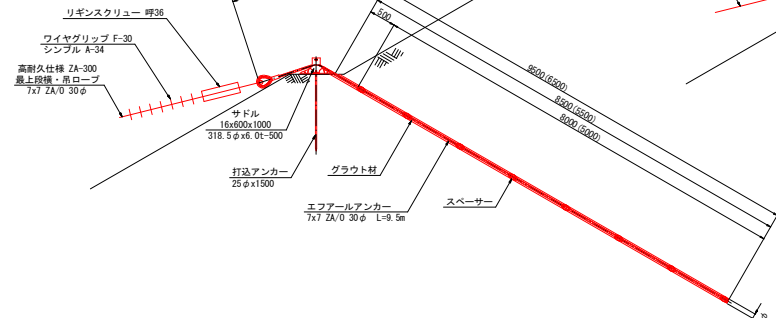 リギンスクリュー 呼36
ワイヤグリップ F-30
シンブル A-34
高耐久仕様 ZA-300
最上段横・吊ロープ
7x7 ZA/O 30φ
サドル
16x600x1000
318.5φx6.0t-500
打込アンカー
25φx1500
グラウト材
エフアールアンカー
7x7 ZA/O 30φ L=9.5m
スペーサー
500
9500(6500)
8500(5500)
8000(5000)